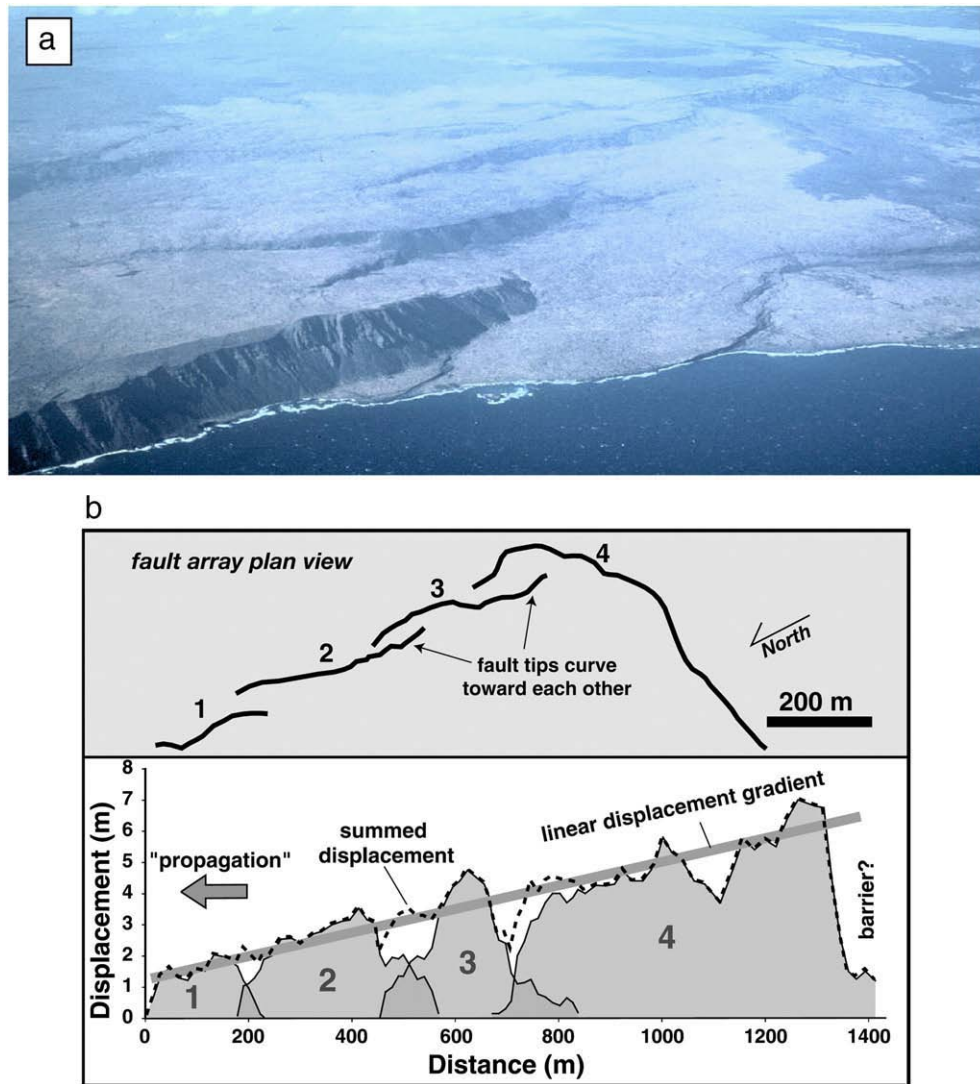 a
b
fault array plan view
4
3
2
1
fault tips curve
toward each other
North
200 m
8
7
6
5
4
3
2
1
0
Displacement (m)
"propagation"
summed
displacement
linear displacement gradient
barrier?
1
2
3
4
0
200
400
600
800
1000
1200
1400
Distance (m)